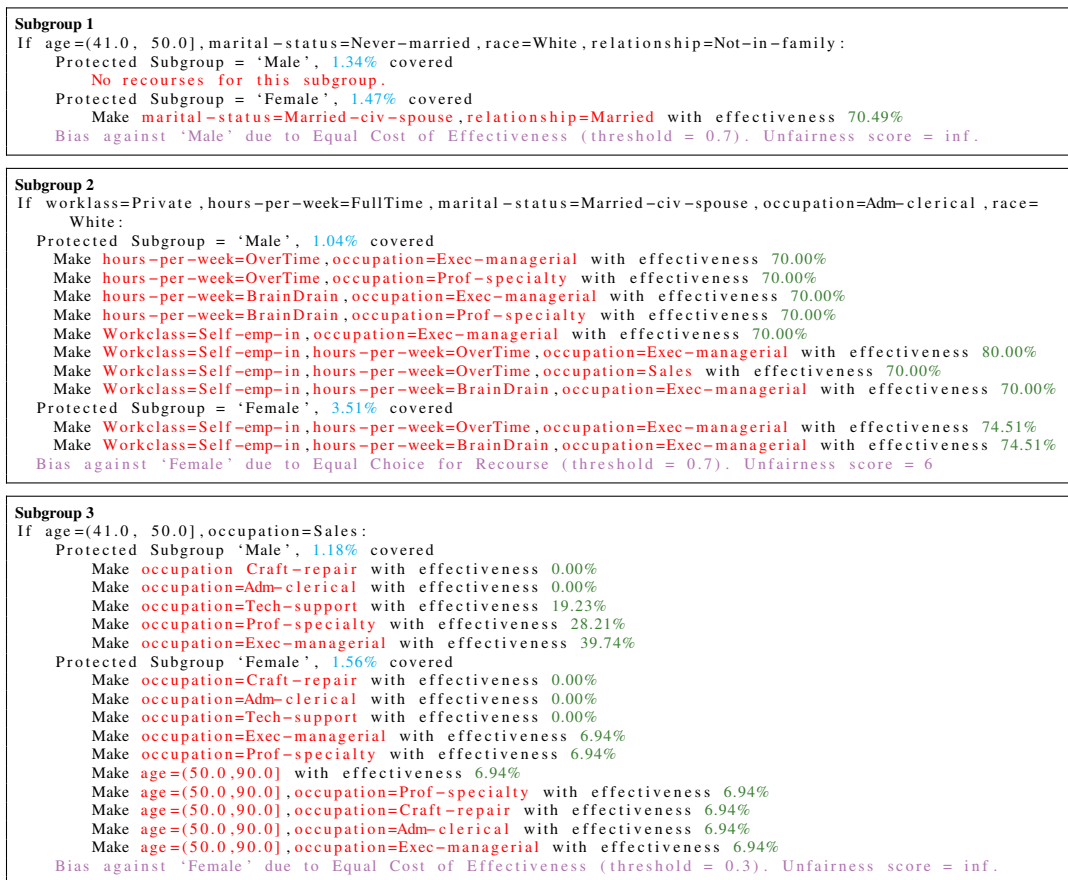 Subgroup 1
If age=(41.0, 50.0],marital-status=Never-married,race=White,relationship=Not-in-family:
Protected Subgroup = ‘Male’, 1.34% covered
No recourses for this subgroup.
Protected Subgroup = ‘Female’, 1.47% covered
Make marital-status=Married-civ-spouse,relationship=Married with effectiveness 70.49%
Bias against ‘Male’ due to Equal Cost of Effectiveness (threshold = 0.7). Unfairness score = inf.
Subgroup 2
If worklass=Private,hours-per-week=FullTime,marital-status=Married-civ-spouse,occupation=Adm-clerical,race=
White:
Protected Subgroup = ‘Male’, 1.04% covered
Make hours-per-week=OverTime,occupation=Exec-managerial with effectiveness 70.00%
Make hours-per-week=OverTime,occupation=Prof-specialty with effectiveness 70.00%
Make hours-per-week=BrainDrain,occupation=Exec-managerial with effectiveness 70.00%
Make hours-per-week=BrainDrain,occupation=Prof-specialty with effectiveness 70.00%
Make Workclass=Self-emp-in,occupation=Exec-managerial with effectiveness 70.00%
Make Workclass=Self-emp-in,hours-per-week=OverTime,occupation=Exec-managerial with effectiveness 80.00%
Make Workclass=Self-emp-in,hours-per-week=OverTime,occupation=Sales with effectiveness 70.00%
Make Workclass=Self-emp-in,hours-per-week=BrainDrain,occupation=Exec-managerial with effectiveness 70.00%
Protected Subgroup = ‘Female’, 3.51% covered
Make Workclass=Self-emp-in,hours-per-week=OverTime,occupation=Exec-managerial with effectiveness 74.51%
Make Workclass=Self-emp-in,hours-per-week=BrainDrain,occupation=Exec-managerial with effectiveness 74.51%
Bias against ‘Female’ due to Equal Choice for Recourse (threshold = 0.7). Unfairness score = 6
Subgroup 3
If age=(41.0, 50.0],occupation=Sales:
Protected Subgroup ‘Male’, 1.18% covered
Make occupation Craft-repair with effectiveness 0.00%
Make occupation=Adm-clerical with effectiveness 0.00%
Make occupation=Tech-support with effectiveness 19.23%
Make occupation=Prof-specialty with effectiveness 28.21%
Make occupation=Exec-managerial with effectiveness 39.74%
Protected Subgroup ‘Female’, 1.56% covered
Make occupation=Craft-repair with effectiveness 0.00%
Make occupation=Adm-clerical with effectiveness 0.00%
Make occupation=Tech-support with effectiveness 0.00%
Make occupation=Exec-managerial with effectiveness 6.94%
Make occupation=Prof-specialty with effectiveness 6.94%
Make age=(50.0,90.0] with effectiveness 6.94%
Make age=(50.0,90.0],occupation=Prof-specialty with effectiveness 6.94%
Make age=(50.0,90.0],occupation=Craft-repair with effectiveness 6.94%
Make age=(50.0,90.0],occupation=Adm-clerical with effectiveness 6.94%
Make age=(50.0,90.0],occupation=Exec-managerial with effectiveness 6.94%
Bias against ‘Female’ due to Equal Cost of Effectiveness (threshold = 0.3). Unfairness score = inf.